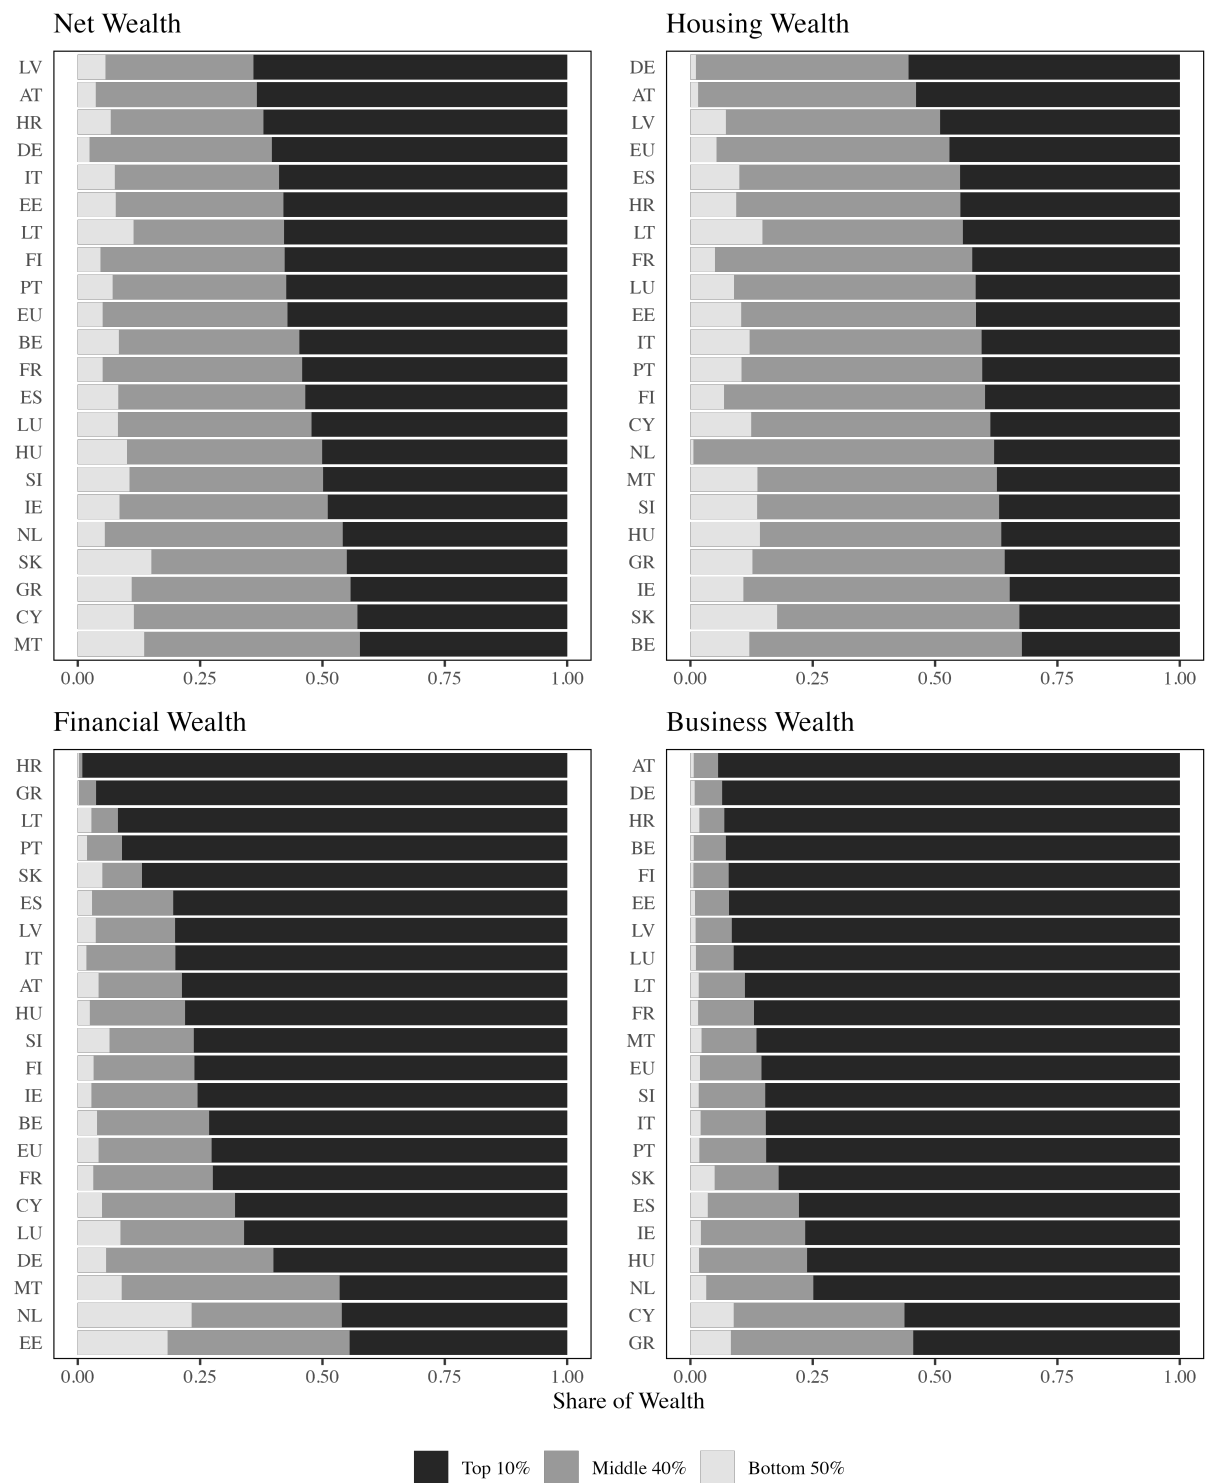 Net Wealth
LV
AT
HR
DE
IT
EE
LT
FI
PT
EU
BE
FR
ES
LU
HU
SI
IE
NL
SK
GR
CY
MT
0.00 0.25 0.50 0.75 1.00
Housing Wealth
DE
AT
LV
EU
ES
HR
LT
FR
LU
EE
IT
PT
FI
CY
NL
MT
SI
HU
GR
IE
SK
BE
0.00 0.25 0.50 0.75 1.00
Financial Wealth
HR
GR
LT
PT
SK
ES
LV
IT
AT
HU
SI
FI
IE
BE
EU
FR
CY
LU
DE
MT
NL
EE
0.00 0.25 0.50 0.75 1.00
Business Wealth
AT
DE
HR
BE
FI
EE
LV
LU
LT
FR
MT
EU
SI
IT
PT
SK
ES
IE
HU
NL
CY
GR
0.00 0.25 0.50 0.75 1.00
Share of Wealth
Top 10% Middle 40% Bottom 50%